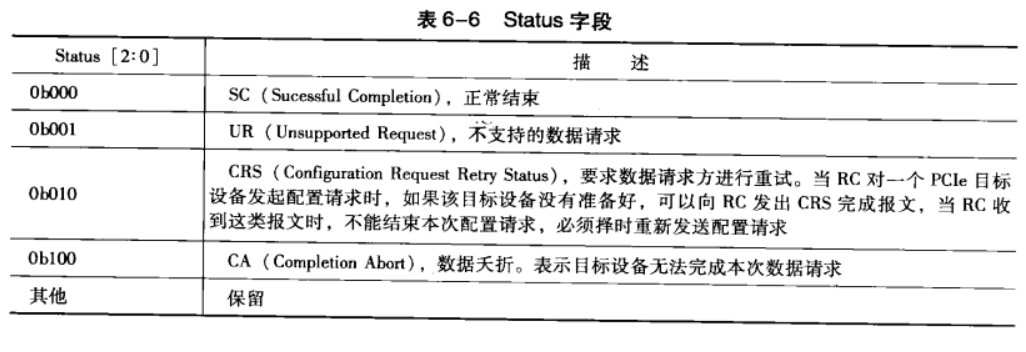 表 6-6 Status 字段
Status [2:0] 描 述
0b000 SC (Sucessful Completion), 正常结束
0b001 UR (Unsupported Request), 不支持的数据请求
CRS (Configuration Request Retry Status), 要求数据请求方进行重试。当 RC 对一个 PCIe 目标
0b010 设备发起配置请求时, 如果该目标设备没有准备好, 可以向 RC 发出 CRS 完成报文, 当 RC 收
到这类报文时, 不能结束本次配置请求, 必须择时重新发送配置请求
0b100 CA (Completion Abort), 数据夭折。表示目标设备无法完成本次数据请求
其他 保留